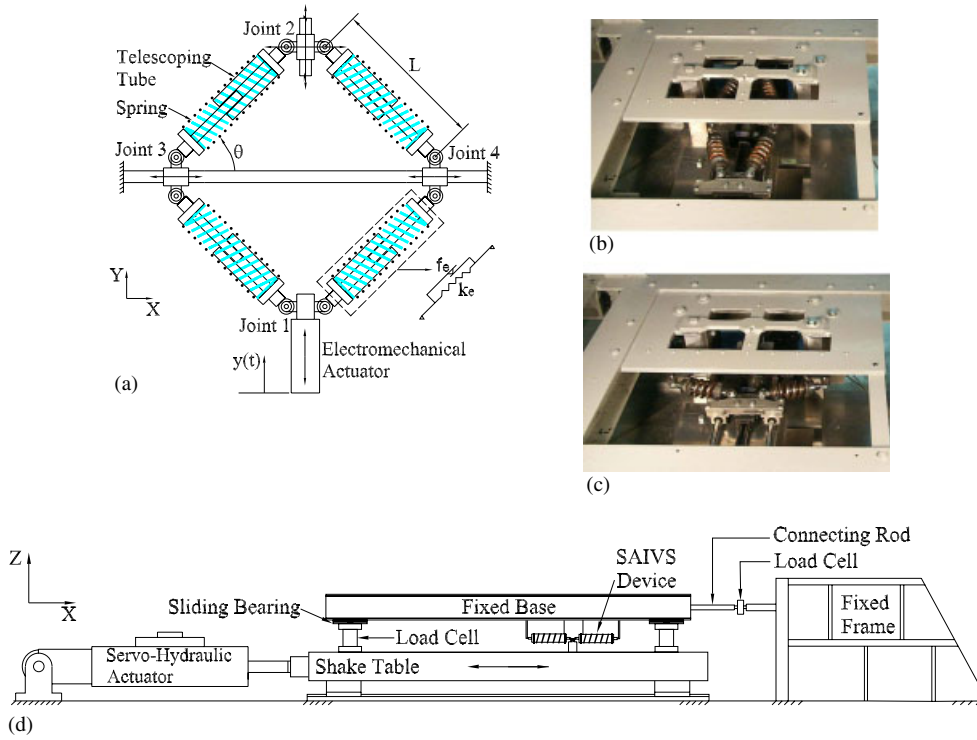 Joint 2
Telescoping
Tube
L
Spring
Joint 3
θ
Joint 4
(b)
Y
X
fe
ke
Joint 1
y(t)
Electromechanical
Actuator
(a)
(c)
Connecting Rod
Load Cell
Z
X
SAIVS
Device
Sliding Bearing
Fixed Base
Fixed
Frame
Load Cell
Servo-Hydraulic
Actuator
Shake Table
(d)